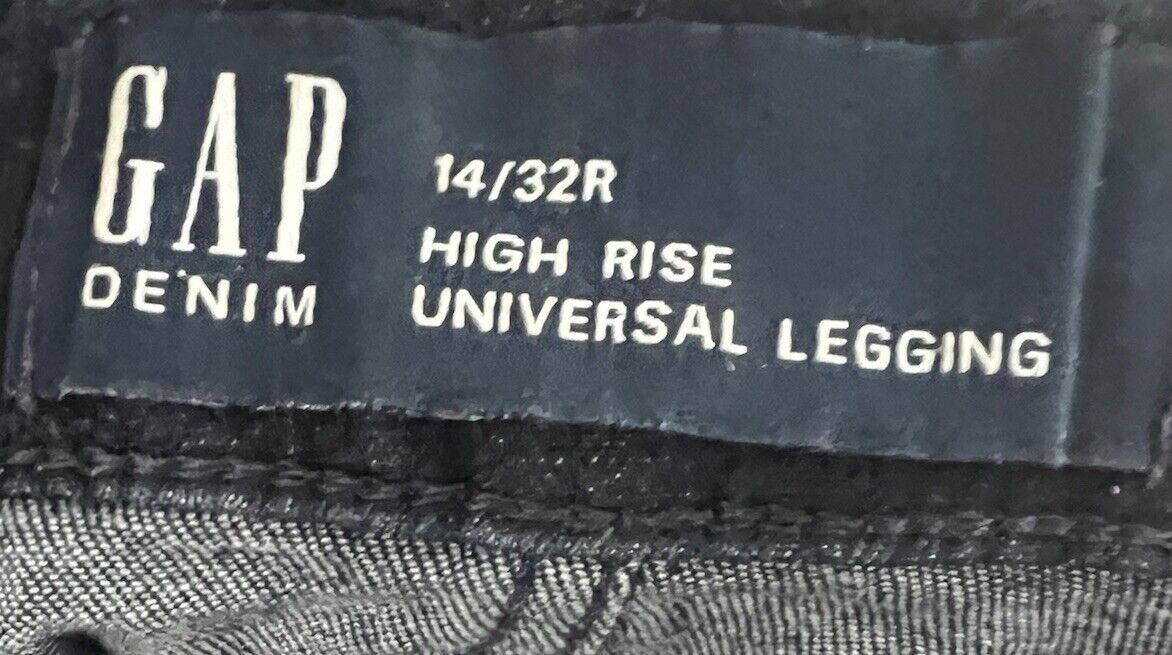 GAP
DENIM
14/32R
HIGH RISE
UNIVERSAL LEGGING